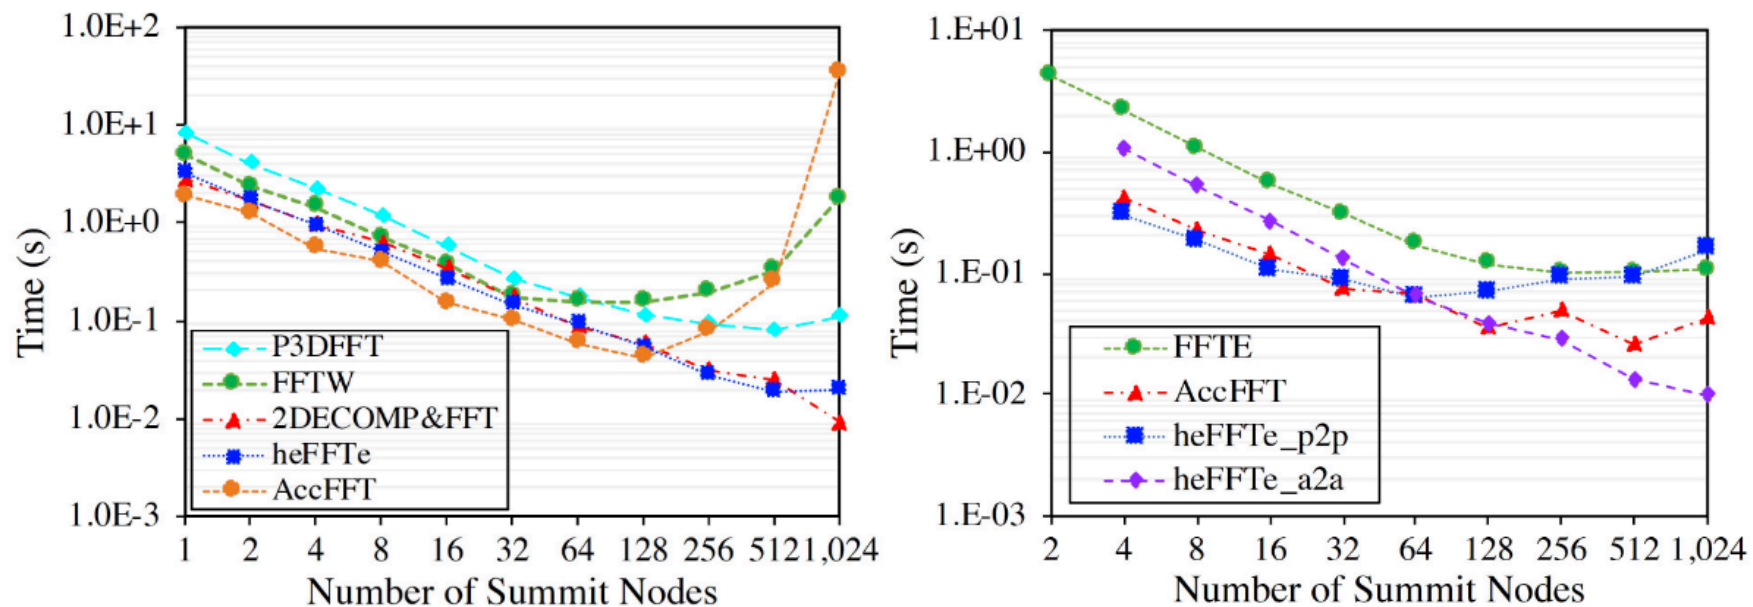 1.0E+2
1.0E+1
1.0E+0
1.0E-1
1.0E-2
1.0E-3
Time (s)
P3DFFT
FFTW
2DECOMP&FFT
heFFTe
AccFFT
1 2 4 8 16 32 64 128 256 512 1,024
Number of Summit Nodes
1.E+01
1.E+00
1.E-01
1.E-02
1.E-03
Time (s)
FFTE
AccFFT
heFFTe_p2p
heFFTe_a2a
2 4 8 16 32 64 128 256 512 1,024
Number of Summit Nodes